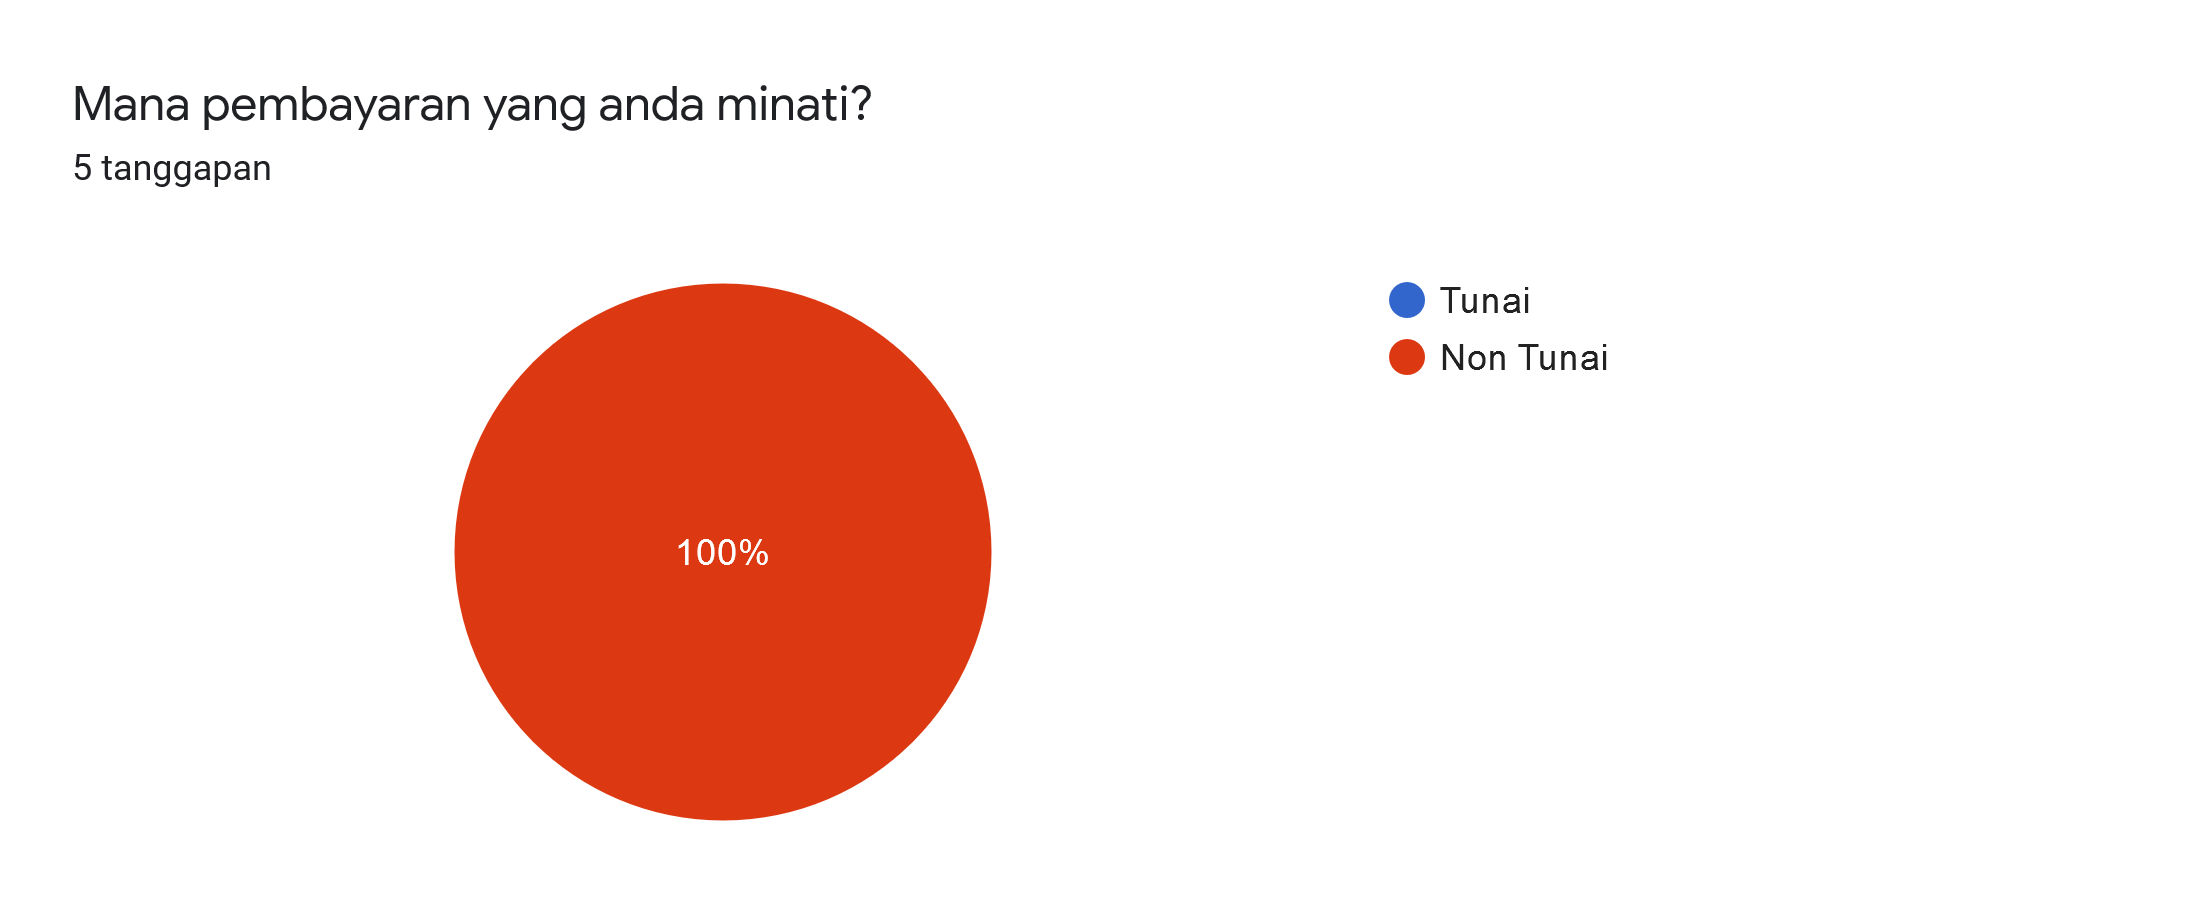 Mana pembayaran yang anda minati?
5 tanggapan
Tunai
Non Tunai
100%